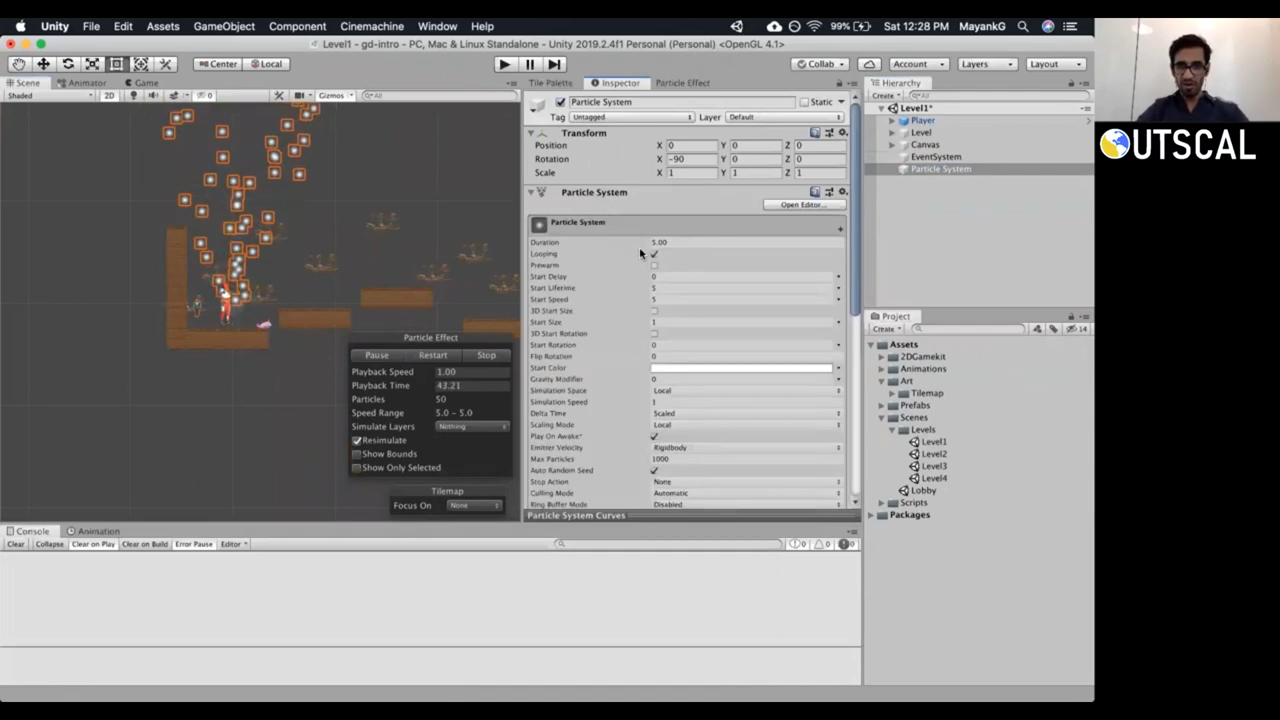 Unity File Edit Assets GameObject Component Cinemachine Window Help 99% Sat 12:28 PM MayankG
Level1 - gd-intro - PC, Mac & Linux Standalone - Unity 2019.2.4f1 Personal (Personal) <OpenGL 4.1>
Center Local Collab Account Layers Layout
Scene Animator Game
Shaded 2D 0 Gizmos All
Tile Palette Inspector Particle Effect
Particle System Static
Tag Untagged Layer Default
Transform
Position X 0 Y 0 Z 0
Rotation X -90 Y 0 Z 0
Scale X 1 Y 1 Z 1
Particle System
Open Editor...
Particle System
Duration 5.00
Looping
Prewarm
Start Delay 0
Start Lifetime 5
Start Speed 5
3D Start Size
Start Size 1
3D Start Rotation
Start Rotation 0
Flip Rotation 0
Start Color
Gravity Modifier 0
Simulation Space Local
Simulation Speed 1
Delta Time Scaled
Scaling Mode Local
Play On Awake*
Emitter Velocity Rigidbody
Max Particles 1000
Auto Random Seed
Stop Action None
Culling Mode Automatic
Ring Buffer Mode Disabled
Particle System Curves
Particle Effect
Pause Restart Stop
Playback Speed 1.00
Playback Time 43.21
Particles 50
Speed Range 5.0 - 5.0
Simulate Layers Nothing
Resimulate
Show Bounds
Show Only Selected
Tilemap
Focus On None
Hierarchy
Create All
Level1*
Player
Level
Canvas
EventSystem
Particle System
Project
Create 14
Assets
2DGamekit
Animations
Art
Tilemap
Prefabs
Scenes
Levels
Level1
Level2
Level3
Level4
Lobby
Scripts
Packages
Console Animation
Clear Collapse Clear on Play Clear on Build Error Pause Editor 0 0 0
OUTSCAL